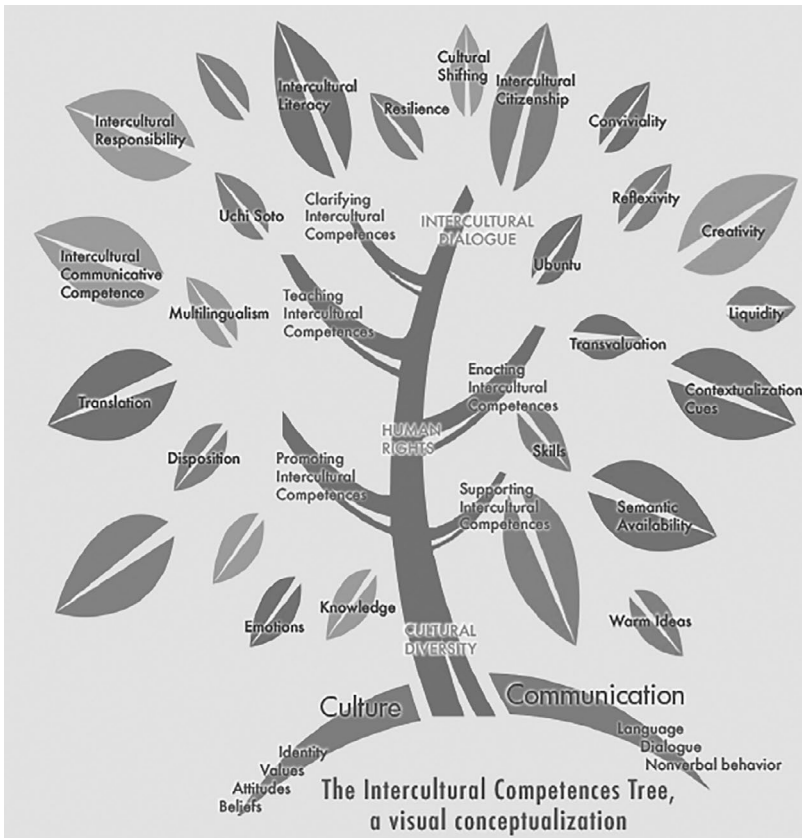 Cultural
Shifting
Intercultural
Citizenship
Intercultural
Literacy
Resilience
Conviviality
Intercultural
Responsibility
Clarifying
Intercultural
Competences
Reflexivity
Uchi Soto
INTERCULTURAL
DIALOGUE
Creativity
Intercultural
Communicative
Competence
Ubuntu
Teaching
Intercultural
Competences
Multilingualism
Liquidity
Transvaluation
Enacting
Intercultural
Competences
Translation
Contextualization
Cues
HUMAN
RIGHTS
Disposition
Promoting
Intercultural
Competences
Skills
Supporting
Intercultural
Competences
Semantic
Availability
Emotions
Knowledge
Warm Ideas
CULTURAL
DIVERSITY
Culture
Communication
Identity
Values
Attitudes
Beliefs
Language
Dialogue
Nonverbal behavior
The Intercultural Competences Tree,
a visual conceptualization